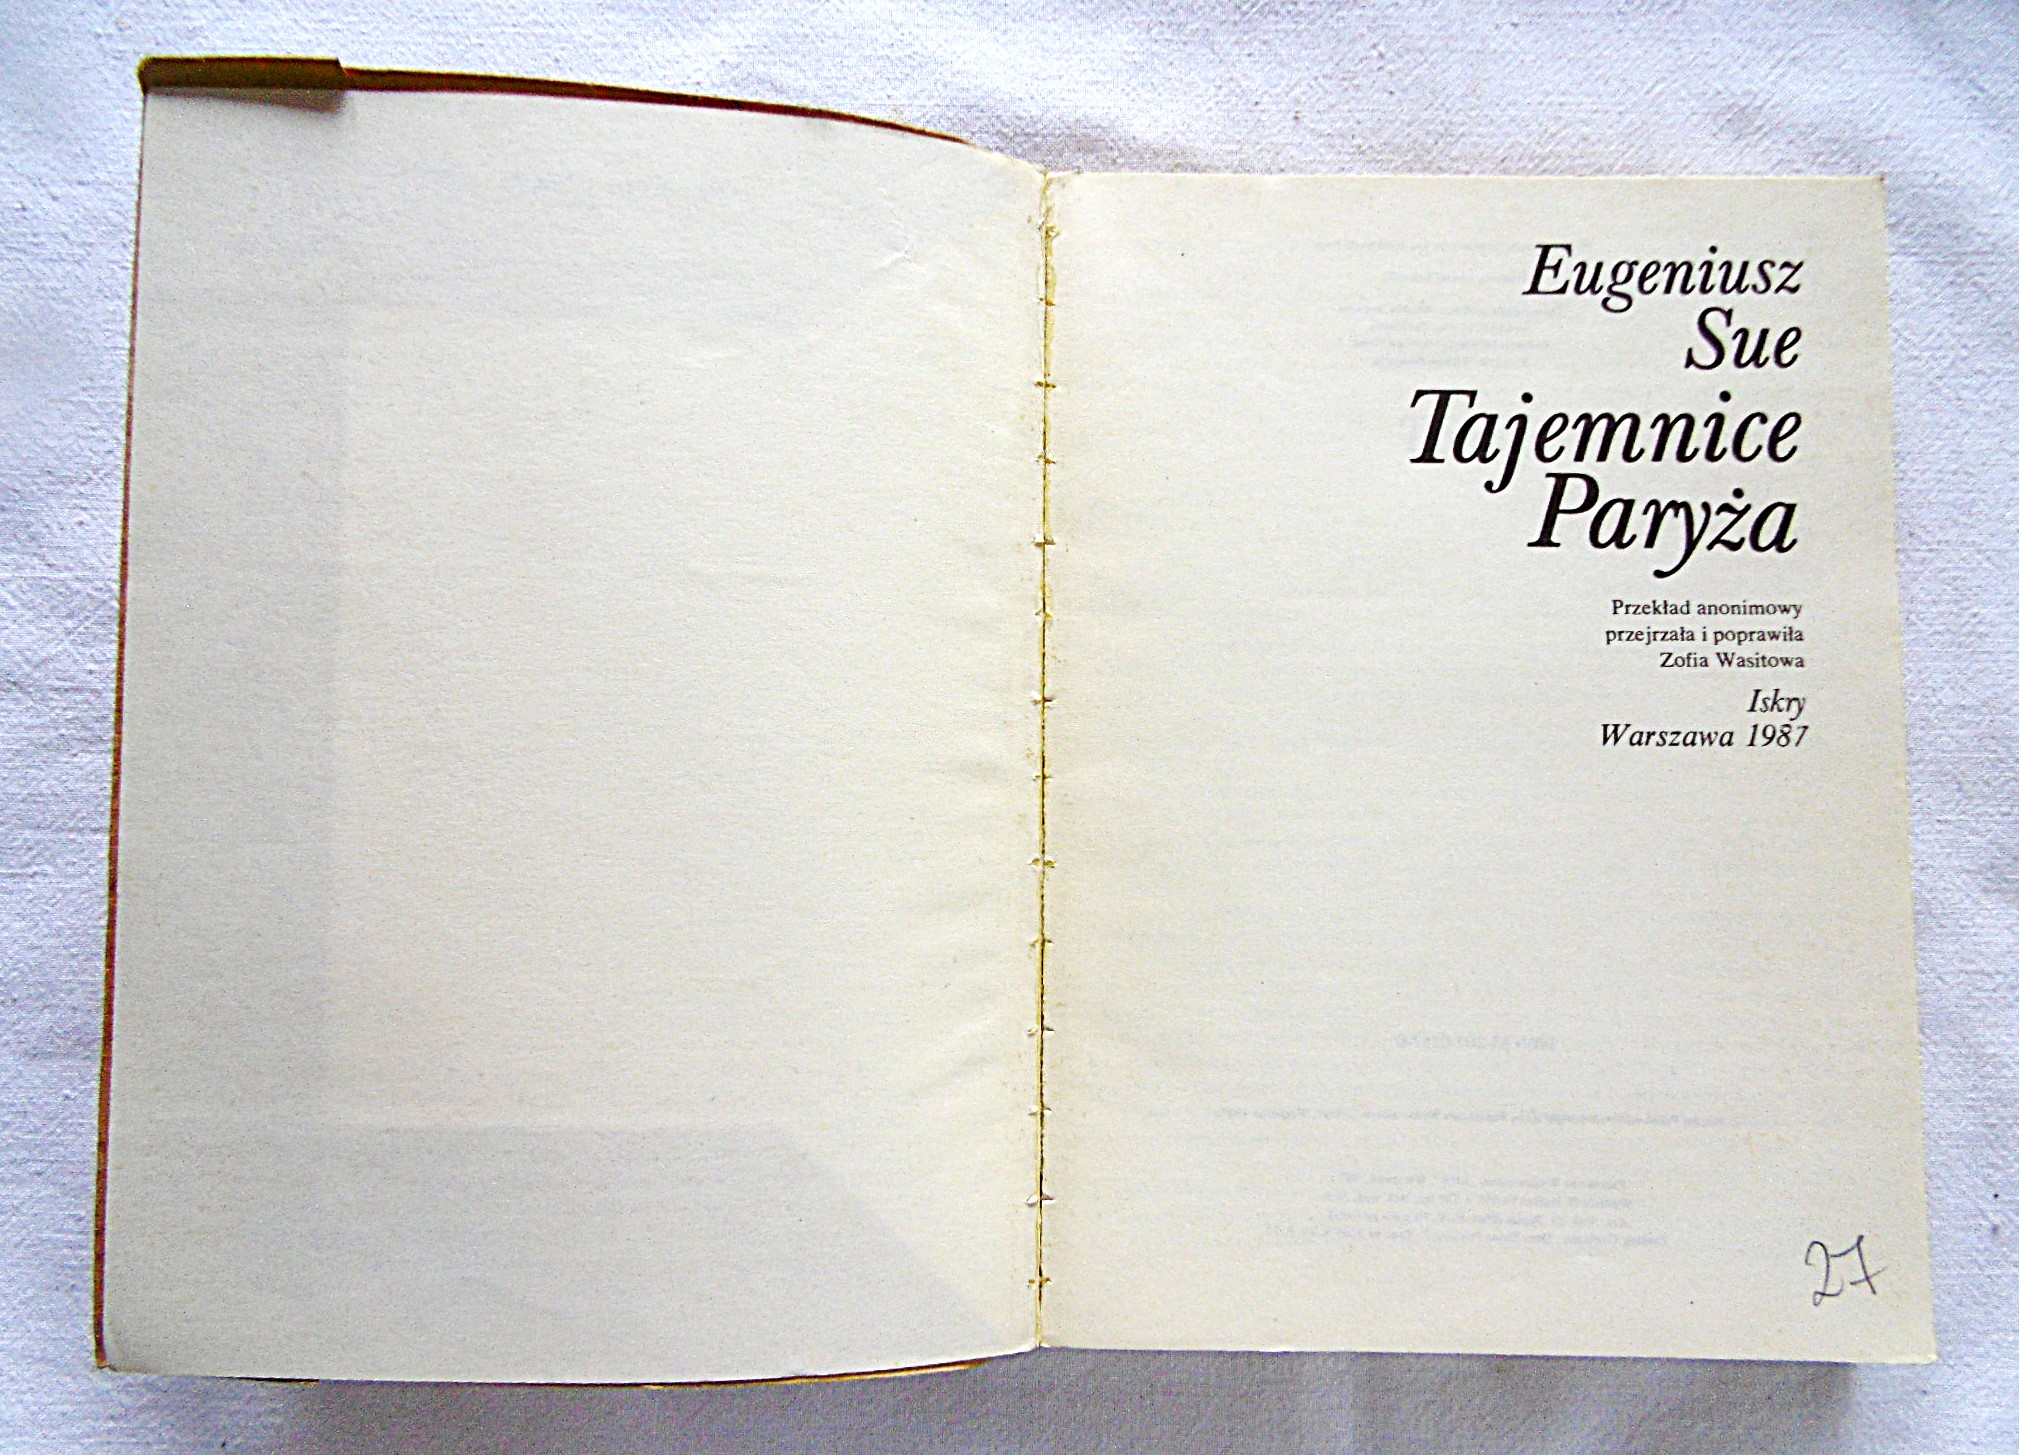 Eugeniusz
Sue
Tajemnice
Paryża
Przekład anonimowy
przejrzała i poprawiła
Zofia Wasitowa
Iskry
Warszawa 1987
27